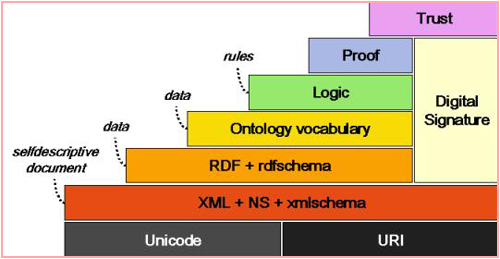 Trust
Proof
rules
Logic
Digital
Signature
data
Ontology vocabulary
data
RDF + rdfschema
selfdescriptive
document
XML + NS + xmlschema
Unicode
URI